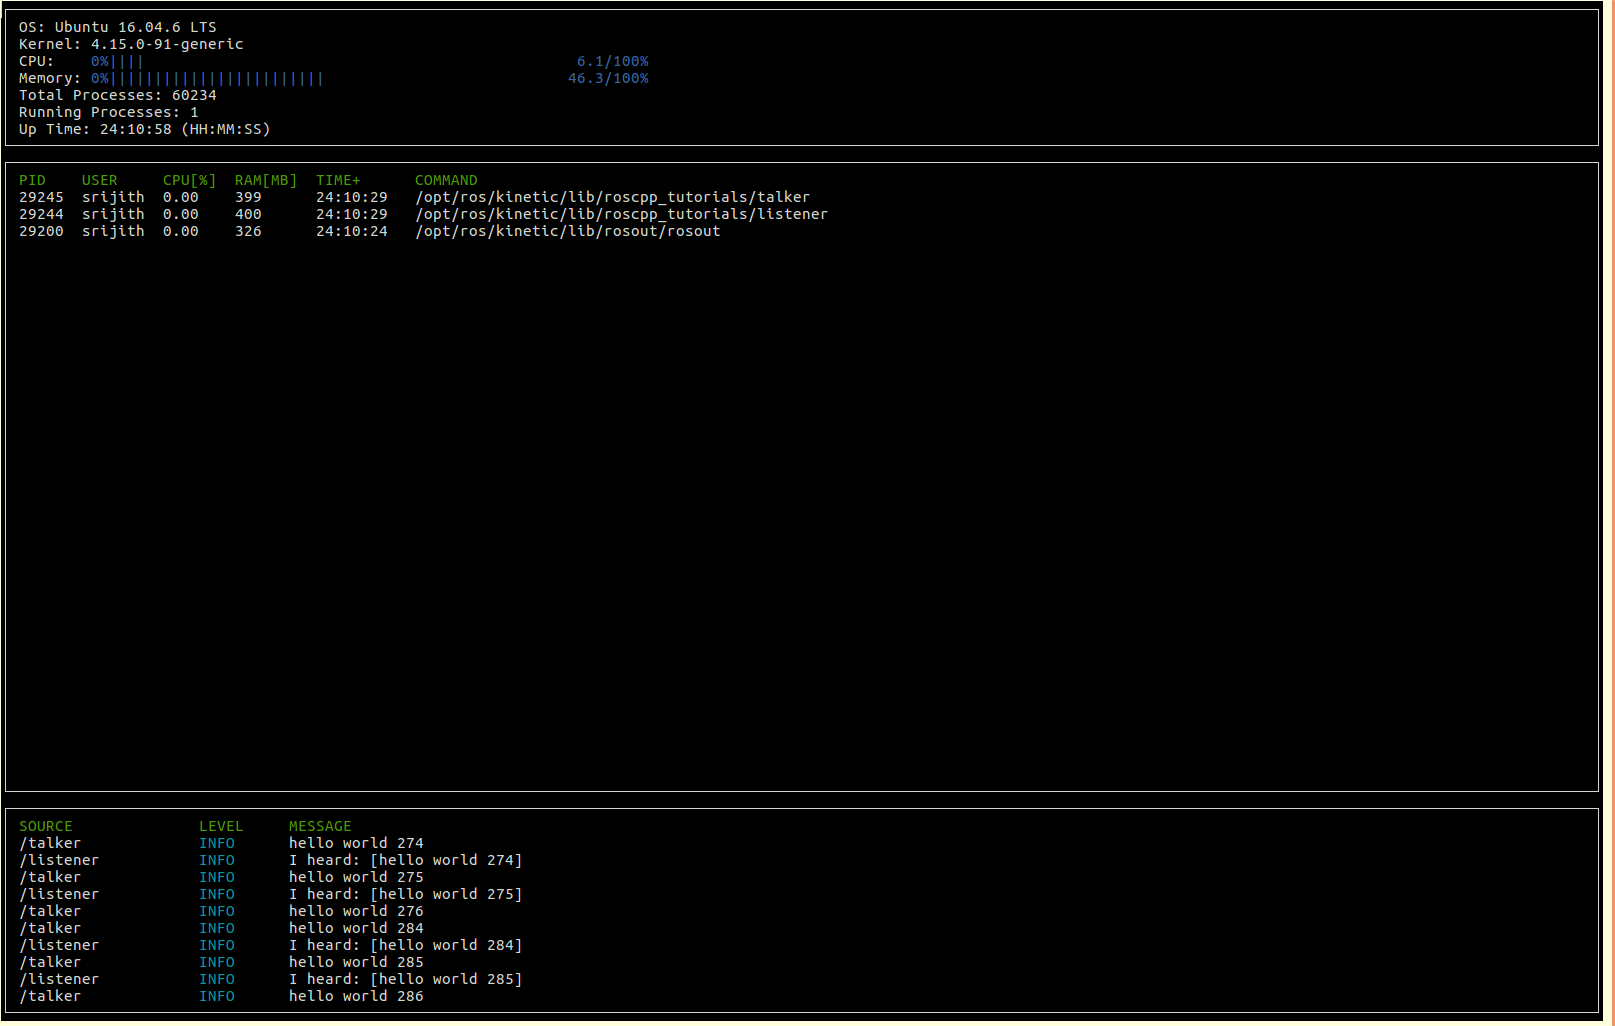 OS: Ubuntu 16.04.6 LTS
Kernel: 4.15.0-91-generic
CPU:    0%||||                                                6.1/100%
Memory: 0%||||||||||||||||||||||||                           46.3/100%
Total Processes: 60234
Running Processes: 1
Up Time: 24:10:58 (HH:MM:SS)
PID    USER     CPU[%]  RAM[MB]  TIME+      COMMAND
29245  srijith  0.00    399      24:10:29   /opt/ros/kinetic/lib/roscpp_tutorials/talker
29244  srijith  0.00    400      24:10:29   /opt/ros/kinetic/lib/roscpp_tutorials/listener
29200  srijith  0.00    326      24:10:24   /opt/ros/kinetic/lib/rosout/rosout
SOURCE              LEVEL     MESSAGE
/talker             INFO      hello world 274
/listener           INFO      I heard: [hello world 274]
/talker             INFO      hello world 275
/listener           INFO      I heard: [hello world 275]
/talker             INFO      hello world 276
/talker             INFO      hello world 284
/listener           INFO      I heard: [hello world 284]
/talker             INFO      hello world 285
/listener           INFO      I heard: [hello world 285]
/talker             INFO      hello world 286